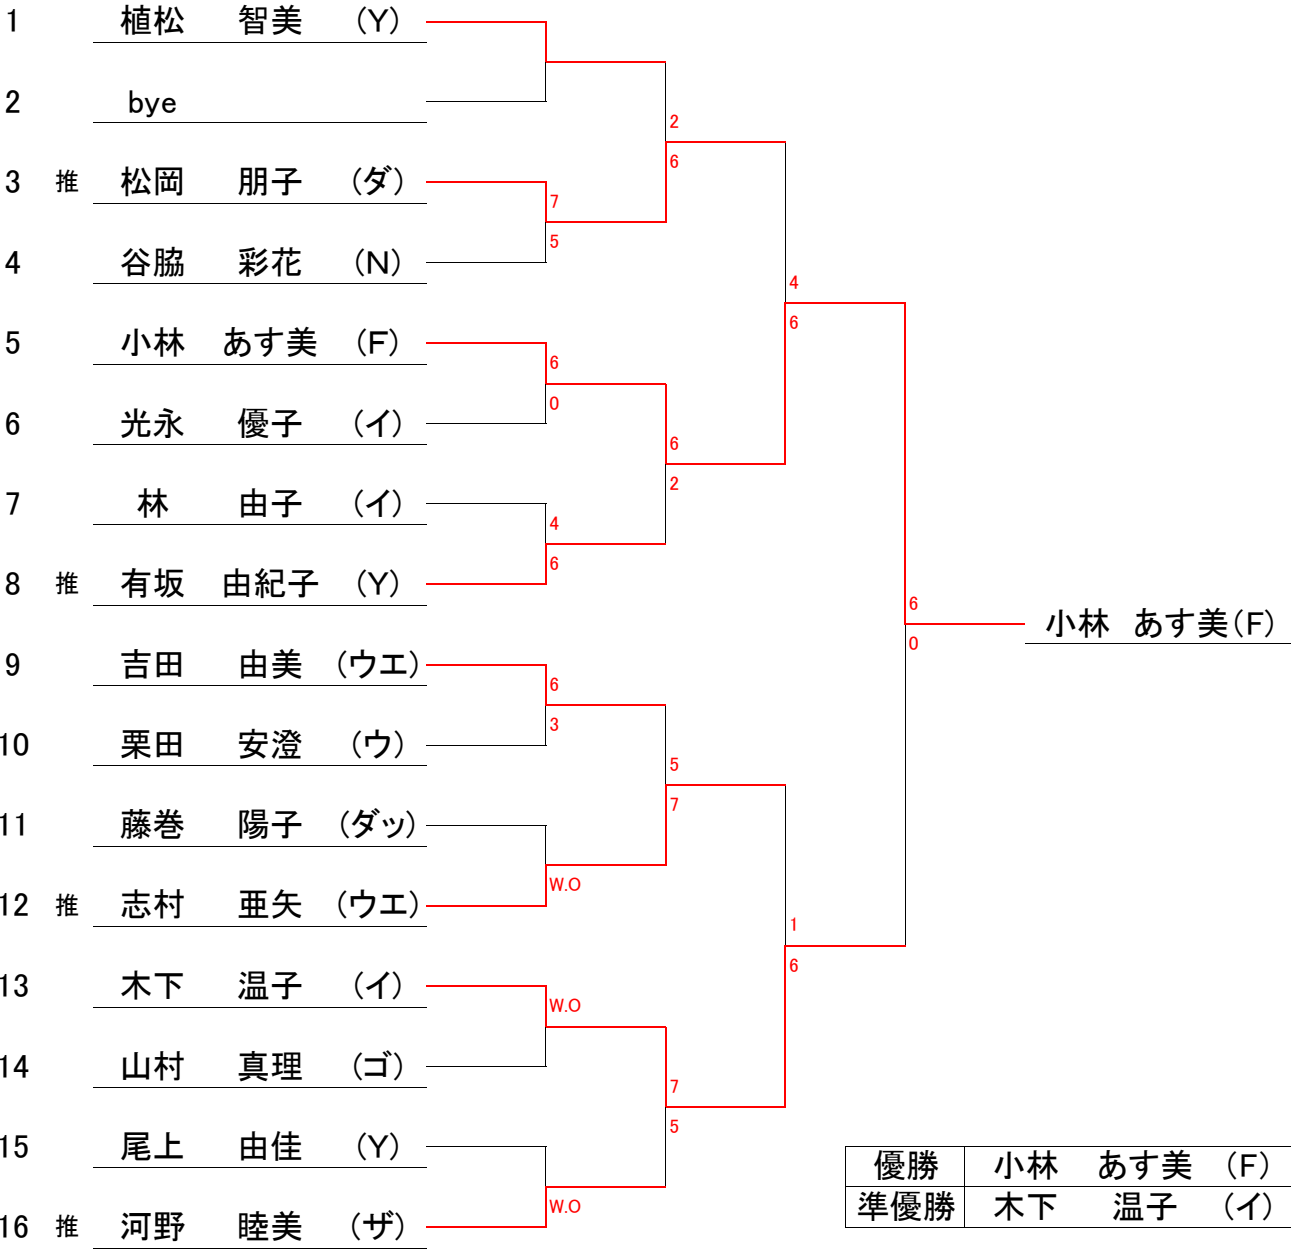 1 植松 智美 (Y)
2 bye
2
3 推 松岡 朋子 (ダ)
6
7
4 谷脇 彩花 (N)
5
4
5 小林 あす美 (F)
6
6
6 光永 優子 (イ)
0
6
7 林 由子 (イ)
2
4
8 推 有坂 由紀子 (Y)
6
6
小林 あす美(F)
0
9 吉田 由美 (ウエ)
6
10 栗田 安澄 (ウ)
3
5
11 藤巻 陽子 (ダッ)
7
12 推 志村 亜矢 (ウエ)
W.O
1
13 木下 温子 (イ)
6
W.O
14 山村 真理 (ゴ)
7
15 尾上 由佳 (Y)
5
16 推 河野 睦美 (ザ)
W.O
優勝 小林 あす美 (F)
準優勝 木下 温子 (イ)